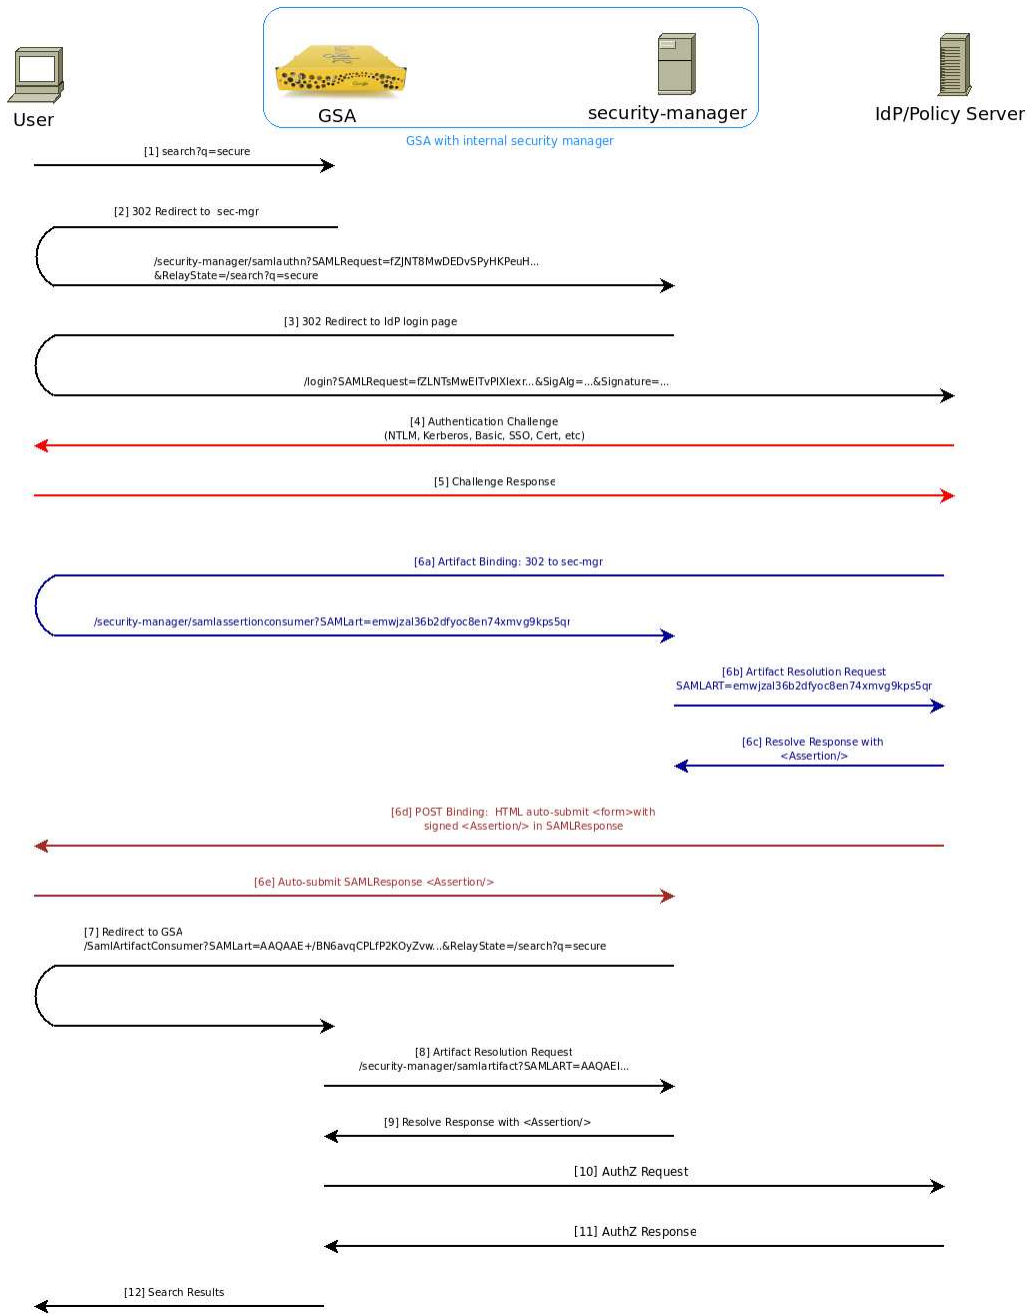 User
GSA
security-manager
IdP/Policy Server
GSA with internal security manager
[1] search?q=secure
[2] 302 Redirect to sec-mgr
/security-manager/samlauthn?SAMLRequest=fZJNT8MwDEDvSPyHKPeuH...
&RelayState=/search?q=secure
[3] 302 Redirect to IdP login page
/login?SAMLRequest=fZLNTsMwEITvPIXlexr...&SigAlg=...&Signature=...
[4] Authentication Challenge
(NTLM, Kerberos, Basic, SSO, Cert, etc)
[5] Challenge Response
[6a] Artifact Binding: 302 to sec-mgr
/security-manager/samlassertionconsumer?SAMLart=emwjzal36b2dfyoc8en74xmvg9kps5qr
[6b] Artifact Resolution Request
SAMLART=emwjzal36b2dfyoc8en74xmvg9kps5qr
[6c] Resolve Response with
<Assertion/>
[6d] POST Binding: HTML auto-submit <form>with
signed <Assertion/> in SAMLResponse
[6e] Auto-submit SAMLResponse <Assertion/>
[7] Redirect to GSA
/SamlArtifactConsumer?SAMLart=AAQAAE+/BN6avqCPLfP2KOyZvw...&RelayState=/search?q=secure
[8] Artifact Resolution Request
/security-manager/samlartifact?SAMLART=AAQAEI...
[9] Resolve Response with <Assertion/>
[10] AuthZ Request
[11] AuthZ Response
[12] Search Results